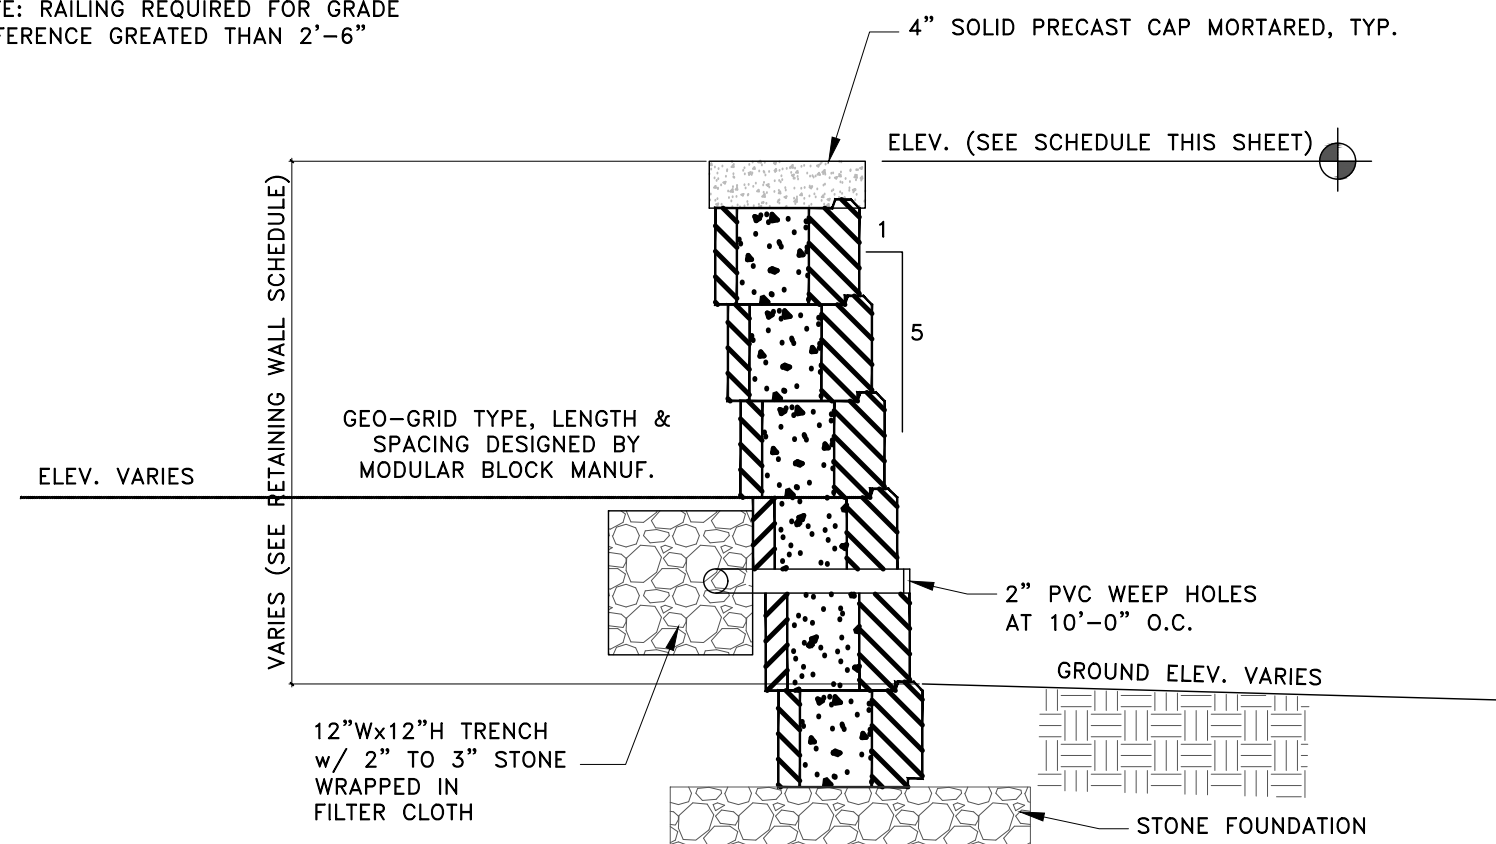 RAILING REQUIRED FOR GRADE
GREATED THAN 2'-6"
4" SOLID PRECAST CAP MORTARED, TYP.
ELEV. (SEE SCHEDULE THIS SHEET)
1
5
VARIES (SEE RETAINING WALL SCHEDULE)
GEO-GRID TYPE, LENGTH &
SPACING DESIGNED BY
MODULAR BLOCK MANUF.
ELEV. VARIES
2" PVC WEEP HOLES
AT 10'-0" O.C.
GROUND ELEV. VARIES
12"Wx12"H TRENCH
w/ 2" TO 3" STONE
WRAPPED IN
FILTER CLOTH
STONE FOUNDATION